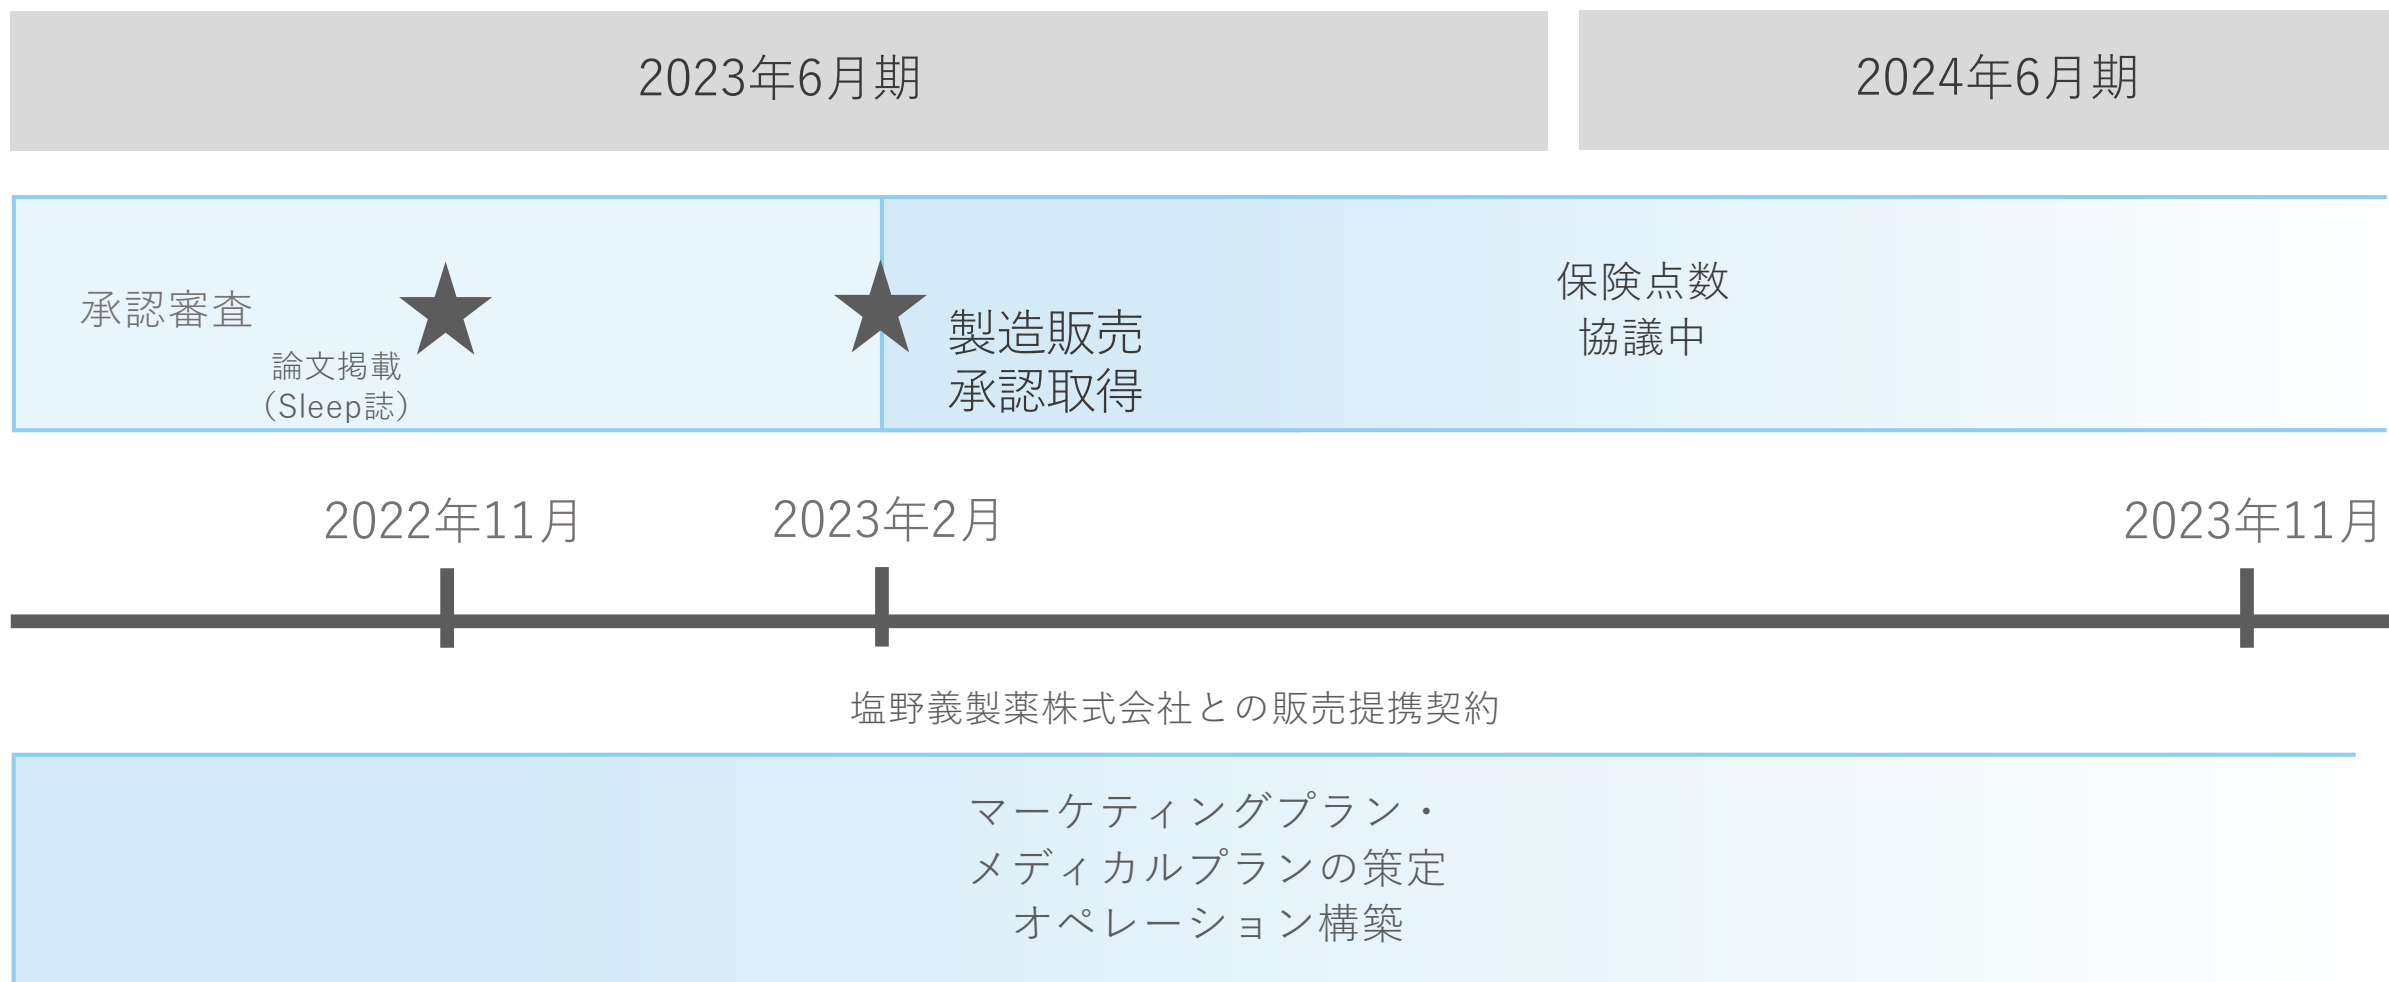 2023年6月期
2024年6月期
承認審査
論文掲載
（Sleep誌）
製造販売
承認取得
保険点数
協議中
2022年11月
2023年2月
2023年11月
塩野義製薬株式会社との販売提携契約
マーケティングプラン・
メディカルプランの策定
オペレーション構築